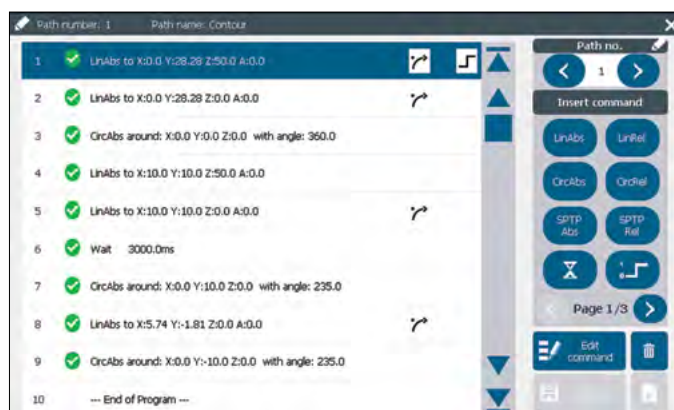 Path number: 1 Path name: Contour
1 LinAbs to X:0.0 Y:28.28 Z:50.0 A:0.0
2 LinAbs to X:0.0 Y:28.28 Z:0.0 A:0.0
3 CircAbs around: X:0.0 Y:0.0 Z:0.0 with angle: 360.0
4 LinAbs to X:10.0 Y:10.0 Z:50.0 A:0.0
5 LinAbs to X:10.0 Y:10.0 Z:0.0 A:0.0
6 Wait 3000.0ms
7 CircAbs around: X:0.0 Y:10.0 Z:0.0 with angle: 235.0
8 LinAbs to X:5.74 Y:-1.81 Z:0.0 A:0.0
9 CircAbs around: X:0.0 Y:-10.0 Z:0.0 with angle: 235.0
10 --- End of Program ---
Path no.
1
Insert command
LinAbs LinRel
CircAbs CircRel
SPTP Abs SPTP Rel
Page 1/3
Edit command